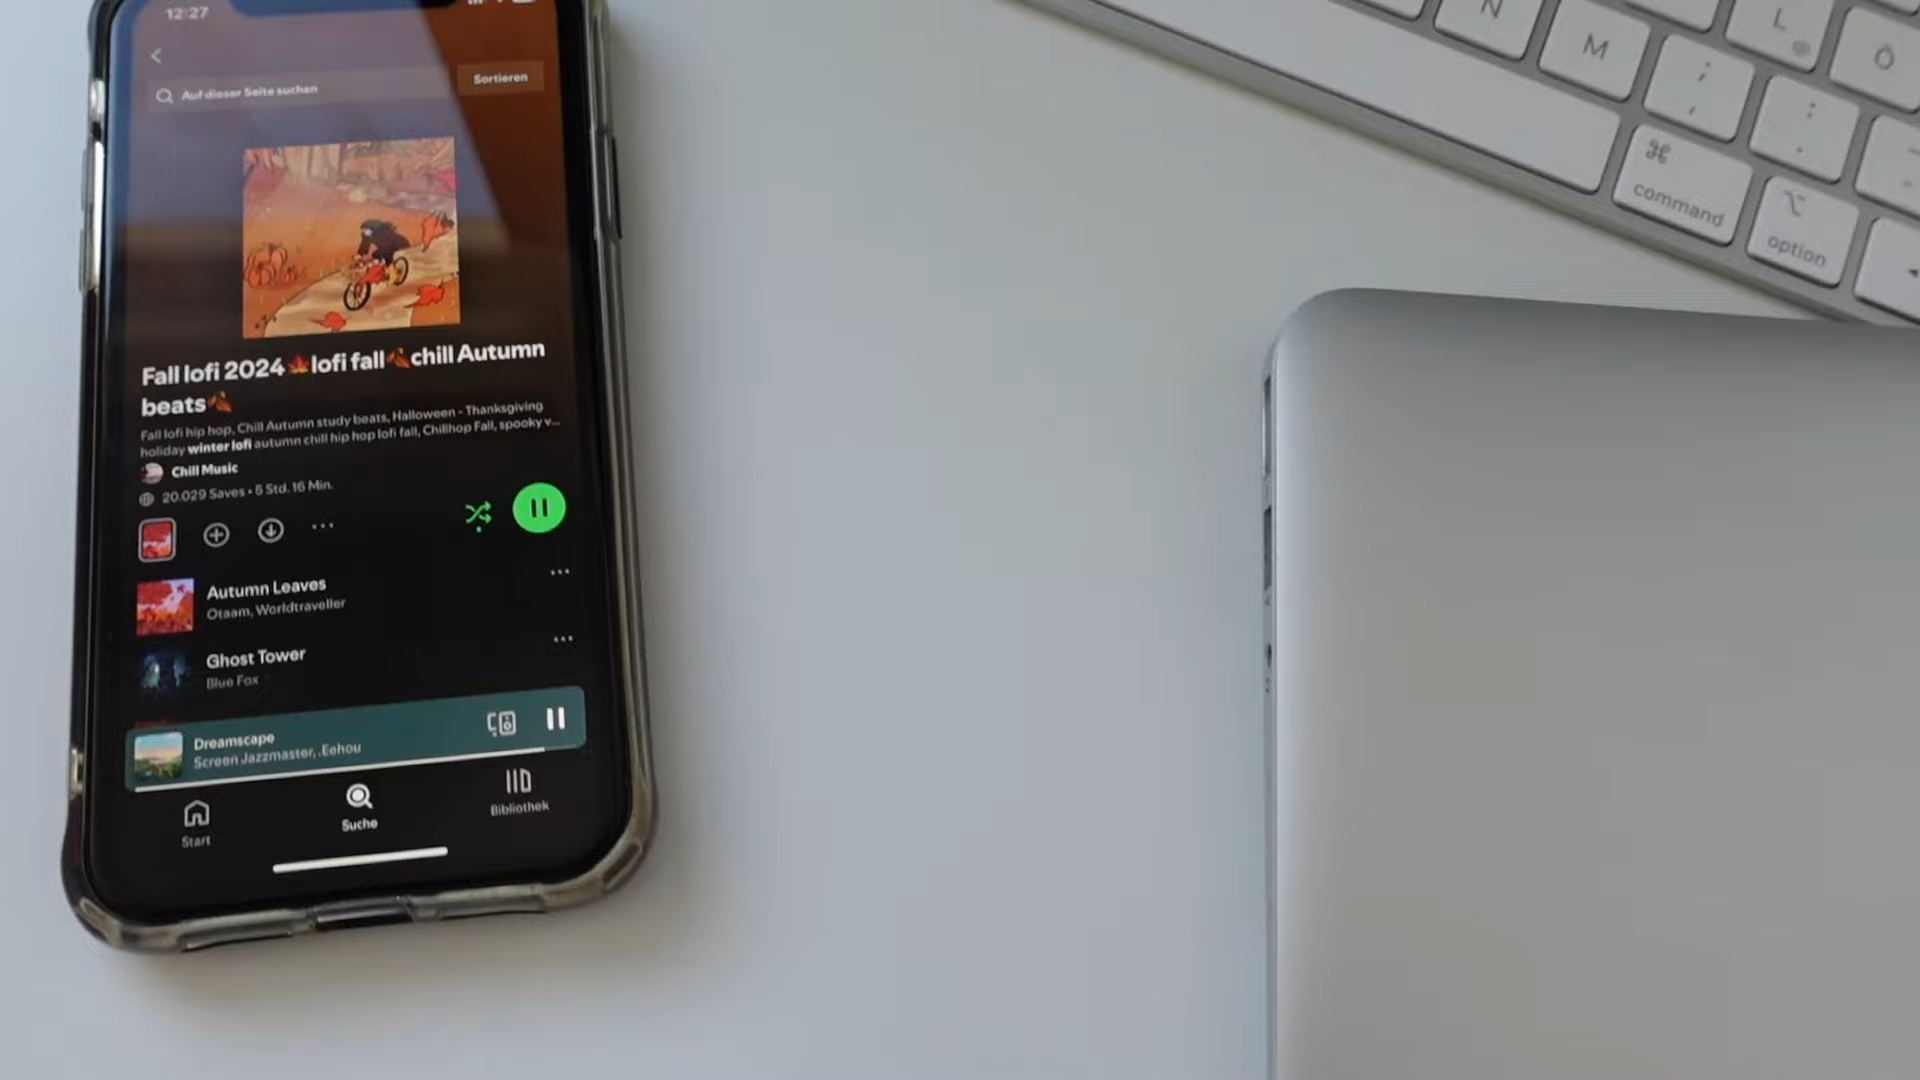 12:27
Auf dieser Seite suchen
Sortieren
Fall lofi 2024🍁lofi fall🍂chill Autumn
beats🍂
Fall lofi hip hop, Chill Autumn study beats, Halloween - Thanksgiving
holiday winter lofi autumn chill hip hop lofi fall, Chillhop Fall, spooky v...
Chill Music
20.029 Saves • 5 Std. 16 Min.
Autumn Leaves
Otaam, Worldtraveller
Ghost Tower
Blue Fox
Dreamscape
Screen Jazzmaster, .Eehou
Start
Suche
Bibliothek
N
M
L
Ö
; ,
: .
⌘
command
⌥
option